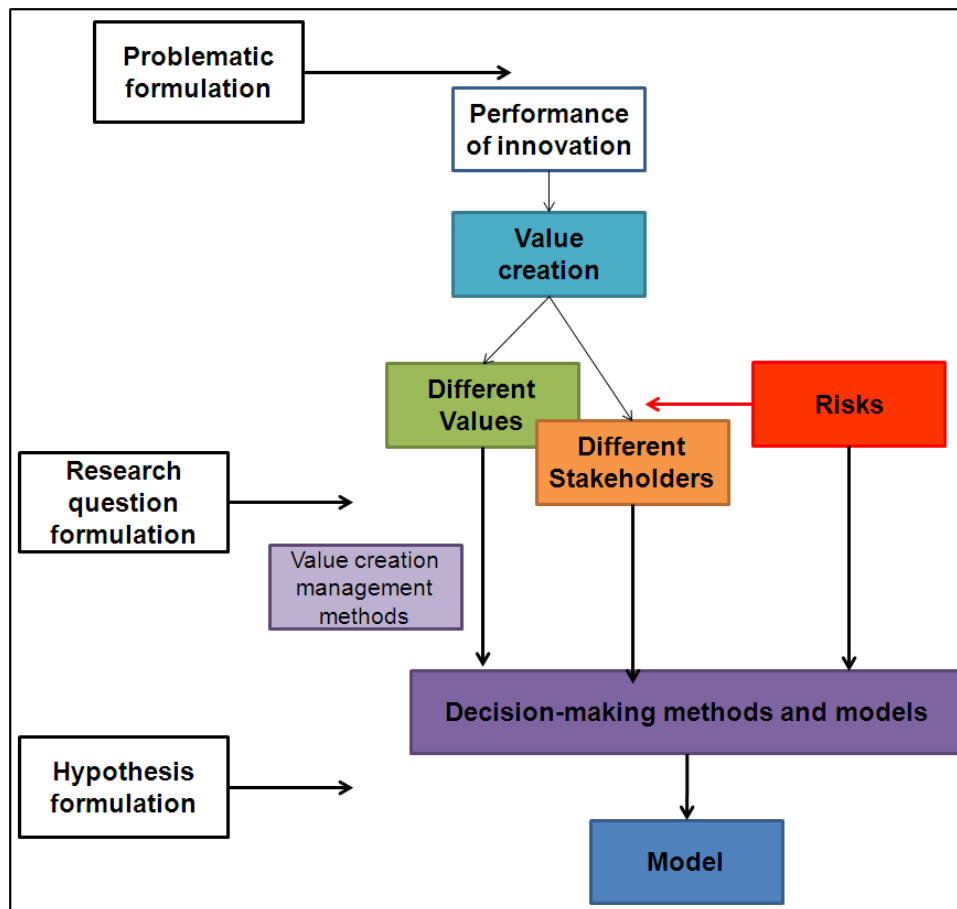 Problematic
formulation
Performance
of innovation
Value
creation
Different
Values
Risks
Different
Stakeholders
Research
question
formulation
Value creation
management
methods
Decision-making methods and models
Hypothesis
formulation
Model